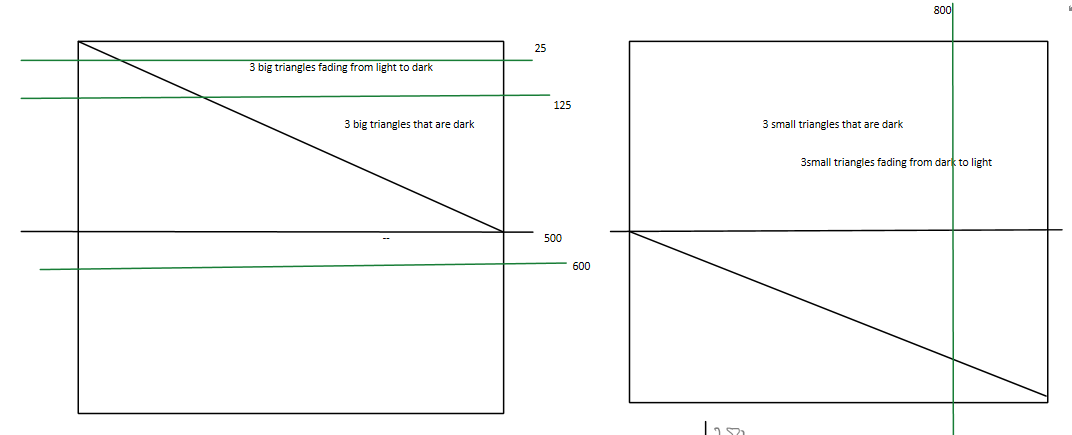 800
25
3 big triangles fading from light to dark
125
3 big triangles that are dark
3 small triangles that are dark
3small triangles fading from dark to light
--
500
600